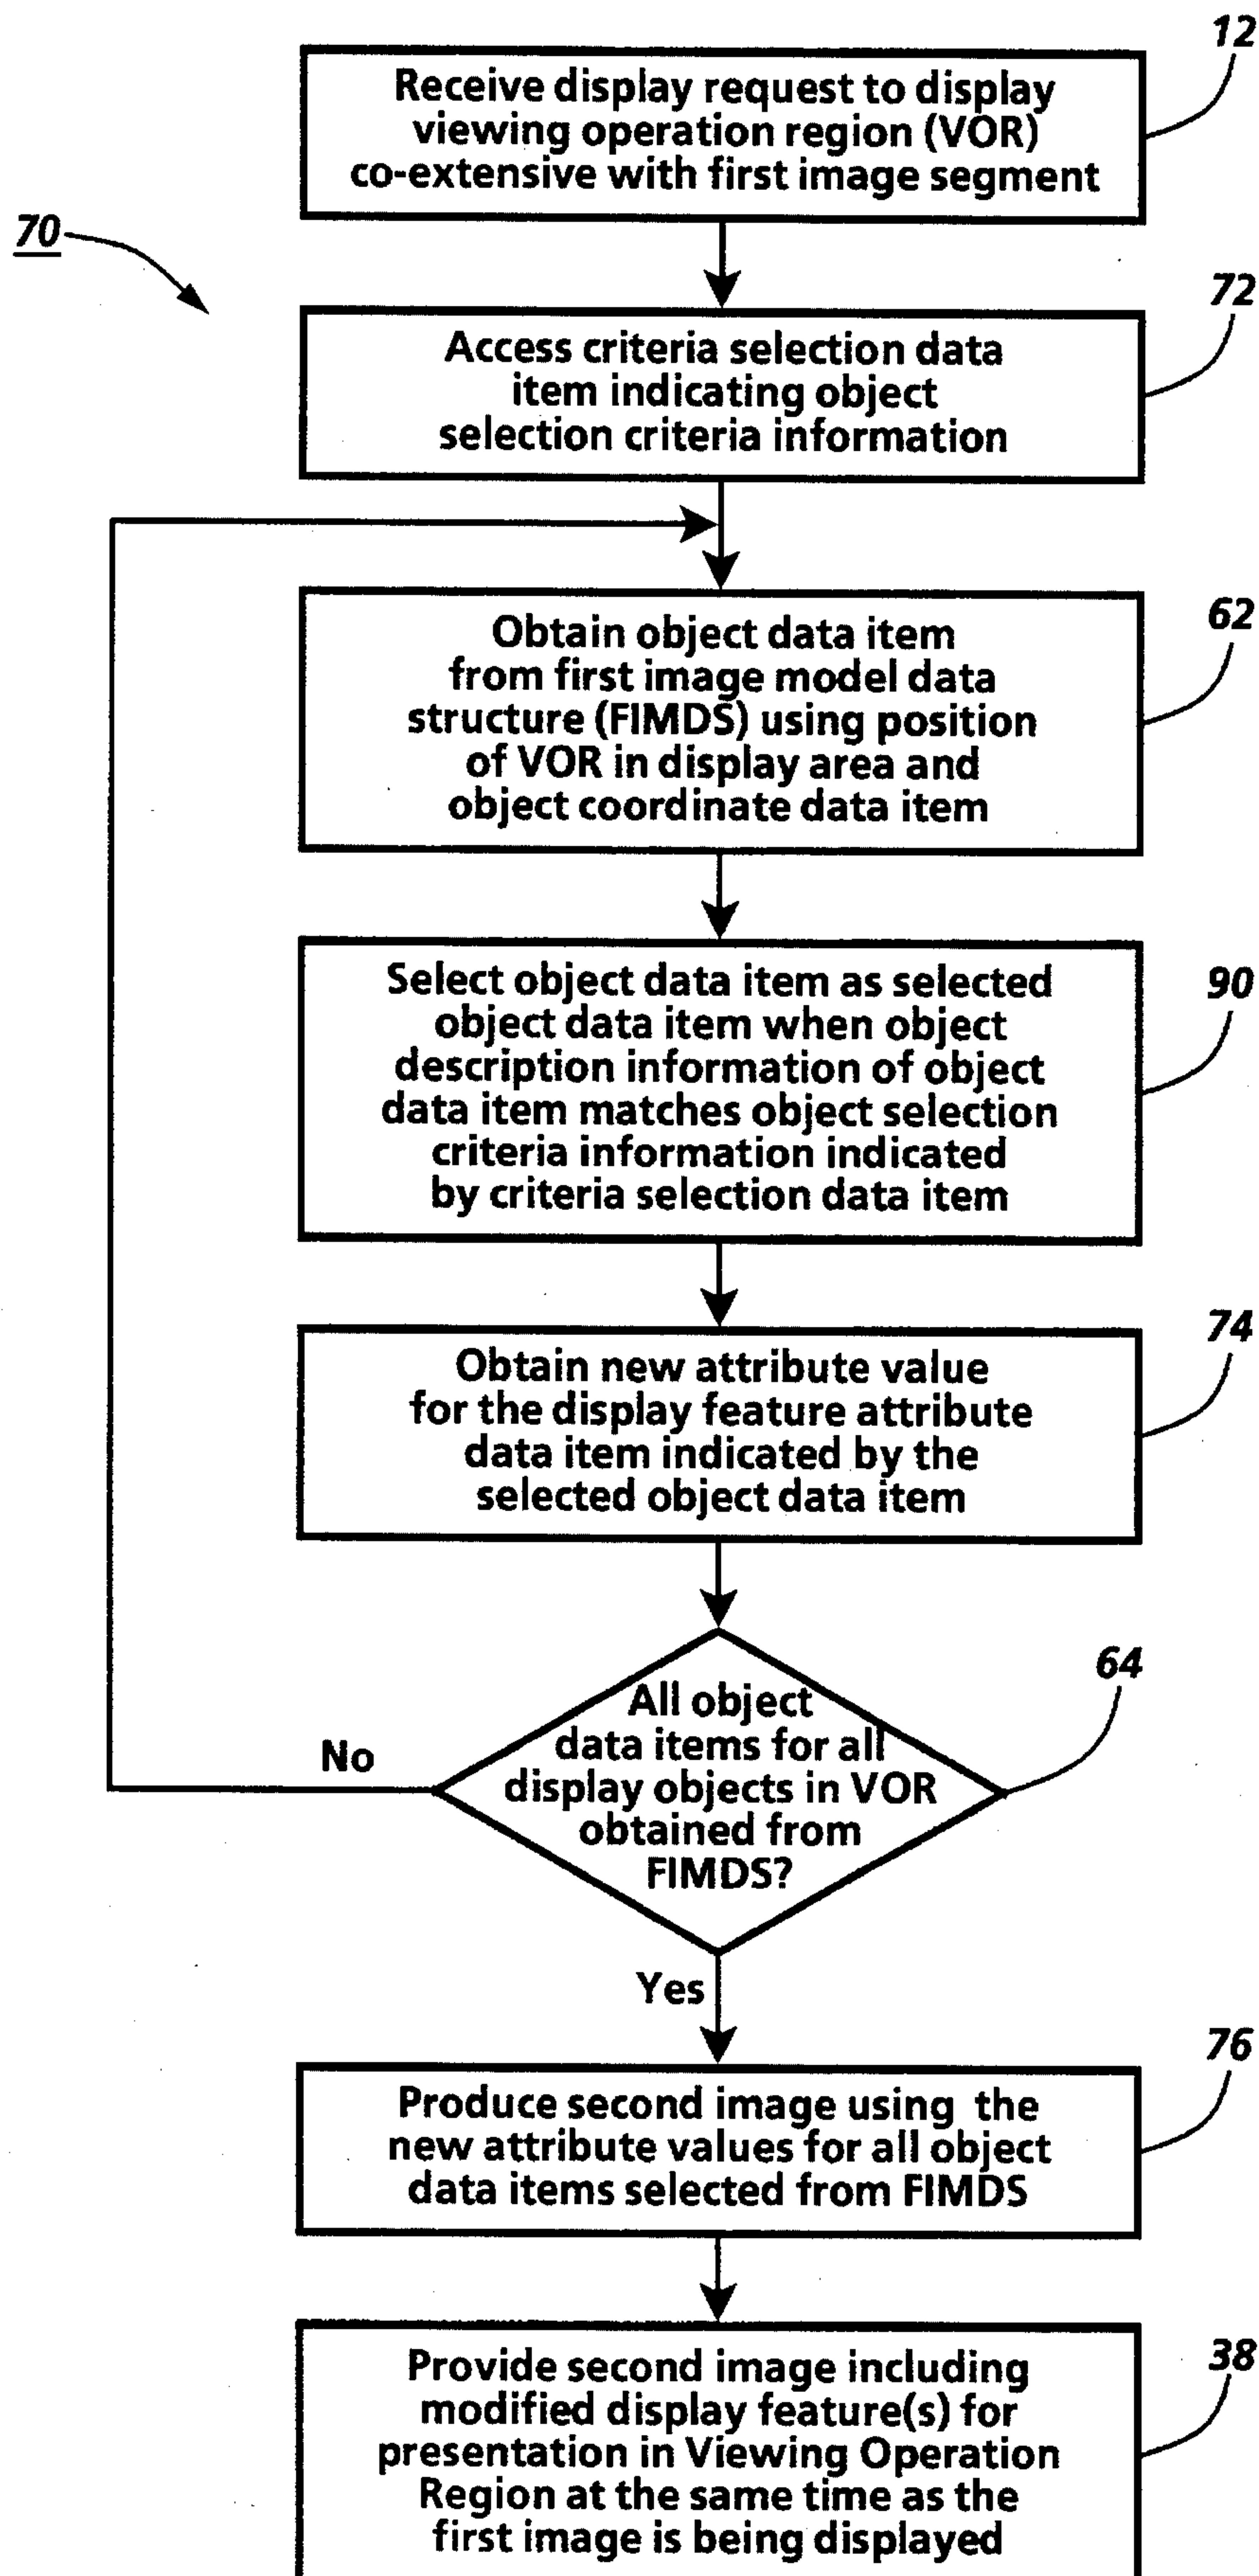 12
Receive display request to display
viewing operation region (VOR)
co-extensive with first image segment
70
72
Access criteria selection data
item indicating object
selection criteria information
62
Obtain object data item
from first image model data
structure (FIMDS) using position
of VOR in display area and
object coordinate data item
90
Select object data item as selected
object data item when object
description information of object
data item matches object selection
criteria information indicated
by criteria selection data item
74
Obtain new attribute value
for the display feature attribute
data item indicated by the
selected object data item
64
All object
data items for all
display objects in VOR
obtained from
FIMDS?
No
Yes
76
Produce second image using the
new attribute values for all object
data items selected from FIMDS
38
Provide second image including
modified display feature(s) for
presentation in Viewing Operation
Region at the same time as the
first image is being displayed